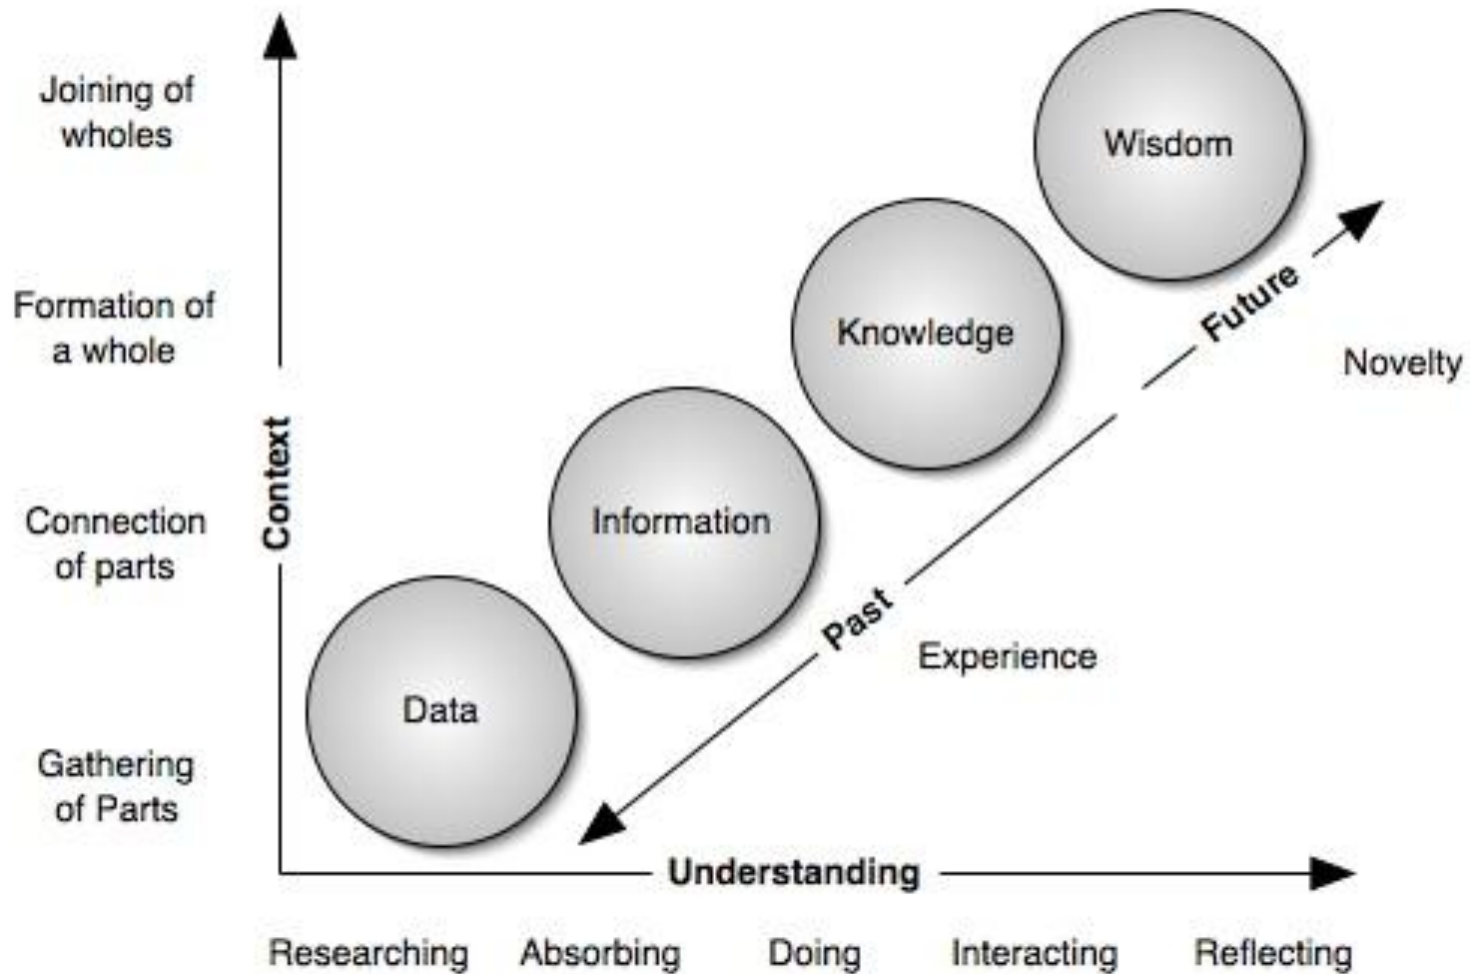 Joining of
wholes
Wisdom
Future
Formation of
a whole
Knowledge
Novelty
Context
Connection
of parts
Information
Past
Experience
Data
Gathering
of Parts
Understanding
Researching Absorbing Doing Interacting Reflecting